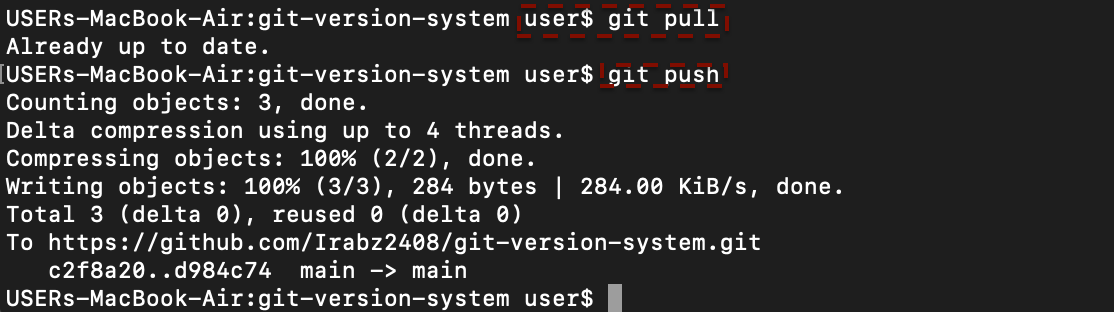 USERs-MacBook-Air:git-version-system user$ git pull
Already up to date.
USERs-MacBook-Air:git-version-system user$ git push
Counting objects: 3, done.
Delta compression using up to 4 threads.
Compressing objects: 100% (2/2), done.
Writing objects: 100% (3/3), 284 bytes | 284.00 KiB/s, done.
Total 3 (delta 0), reused 0 (delta 0)
To https://github.com/Irabz2408/git-version-system.git
   c2f8a20..d984c74  main -> main
USERs-MacBook-Air:git-version-system user$